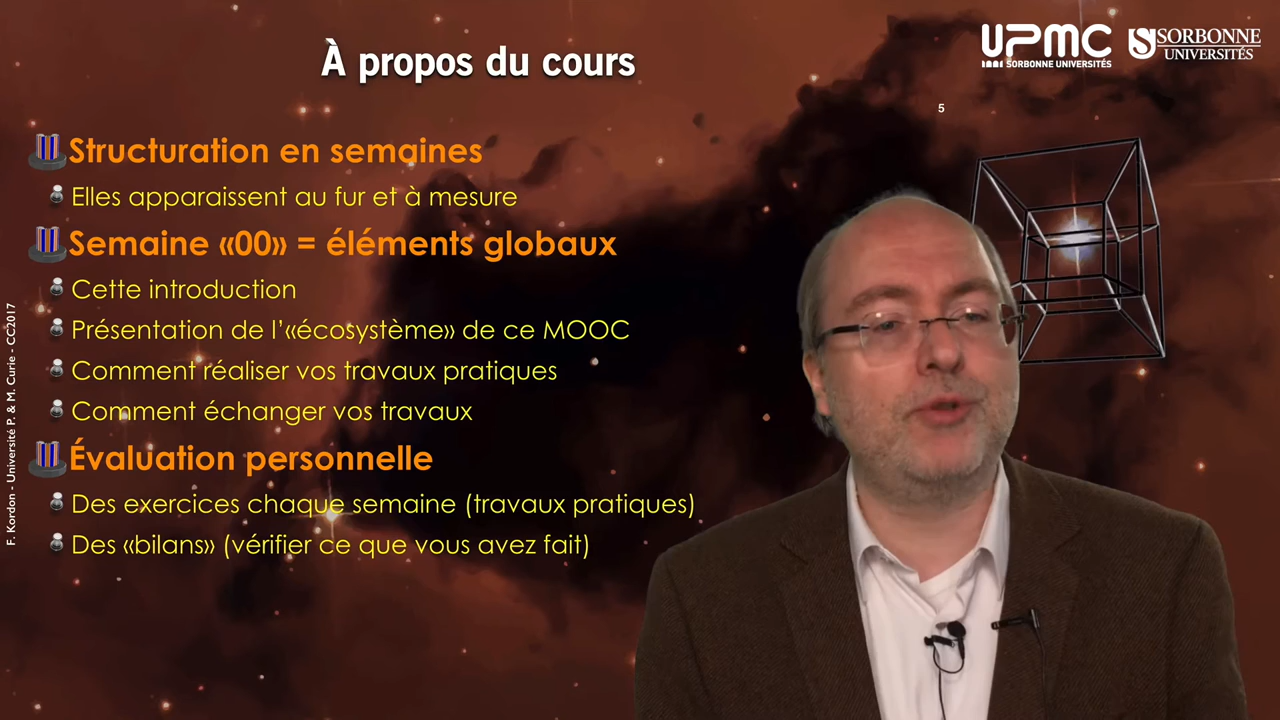 À propos du cours
UPMC
SORBONNE UNIVERSITÉS
SORBONNE
UNIVERSITÉS
5
Structuration en semaines
Elles apparaissent au fur et à mesure
Semaine «00» = éléments globaux
Cette introduction
Présentation de l'«écosystème» de ce MOOC
Comment réaliser vos travaux pratiques
Comment échanger vos travaux
Évaluation personnelle
Des exercices chaque semaine (travaux pratiques)
Des «bilans» (vérifier ce que vous avez fait)
F. Kordon - Université P. & M. Curie - CC2017